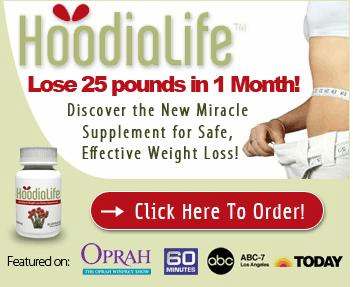 HoodiaLife™
Lose 25 pounds in 1 Month!
Discover the New Miracle
Supplement for Safe,
Effective Weight Loss!
HoodiaLife
Click Here To Order!
Featured on: OPRAH THE OPRAH WINFREY SHOW 60 MINUTES abc ABC-7 Los Angeles TODAY